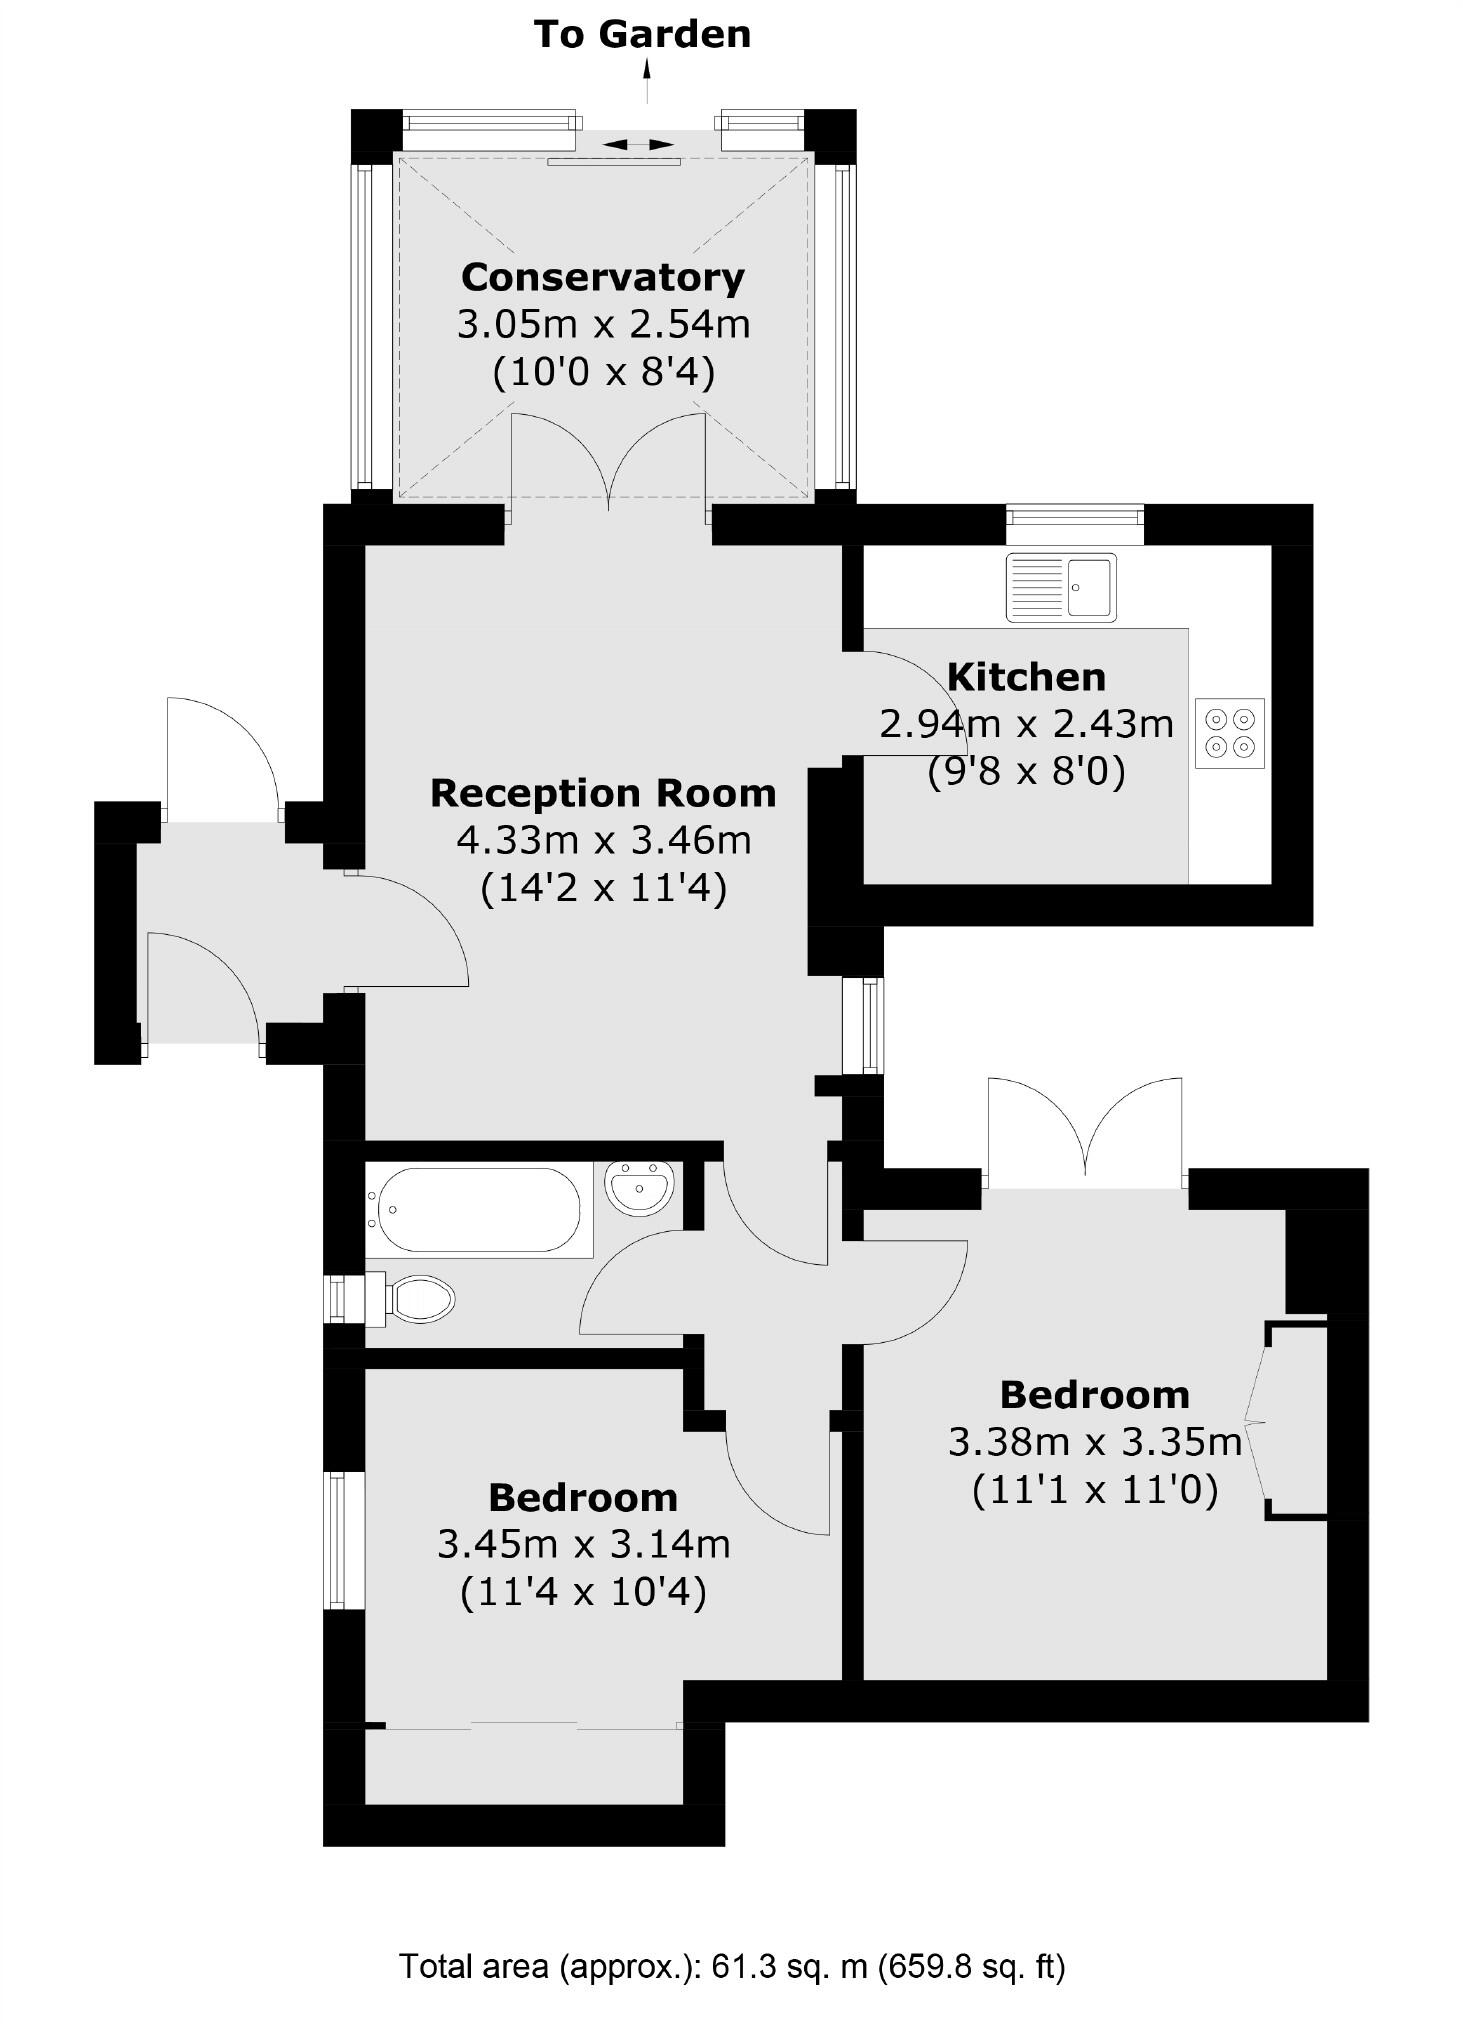 To Garden
Conservatory
3.05m x 2.54m
(10'0 x 8'4)
Kitchen
2.94m x 2.43m
(9'8 x 8'0)
Reception Room
4.33m x 3.46m
(14'2 x 11'4)
Bedroom
3.38m x 3.35m
(11'1 x 11'0)
Bedroom
3.45m x 3.14m
(11'4 x 10'4)
Total area (approx.): 61.3 sq. m (659.8 sq. ft)